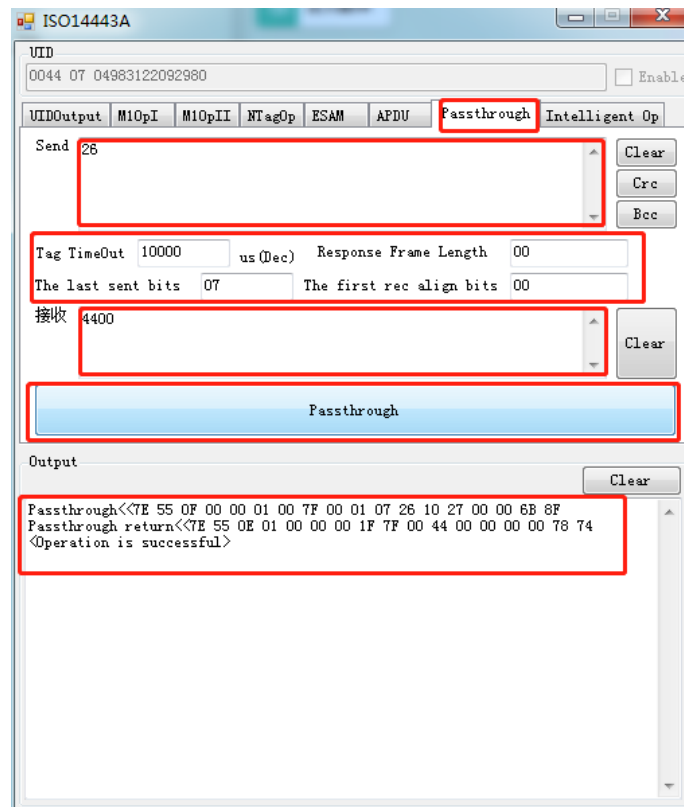 ISO14443A
UID
0044 07 04983122092980
Enable
UIDOutput M1OpI M1OpII NTagOp ESAM APDU Passthrough Intelligent Op
Send 26
Clear
Crc
Bcc
Tag TimeOut 10000 us(Dec) Response Frame Length 00
The last sent bits 07 The first rec align bits 00
接收 4400
Clear
Passthrough
Output
Clear
Passthrough<<7E 55 0F 00 00 01 00 7F 00 01 07 26 10 27 00 00 6B 8F
Passthrough return<<7E 55 0E 01 00 00 00 1F 7F 00 44 00 00 00 00 78 74
<Operation is successful>